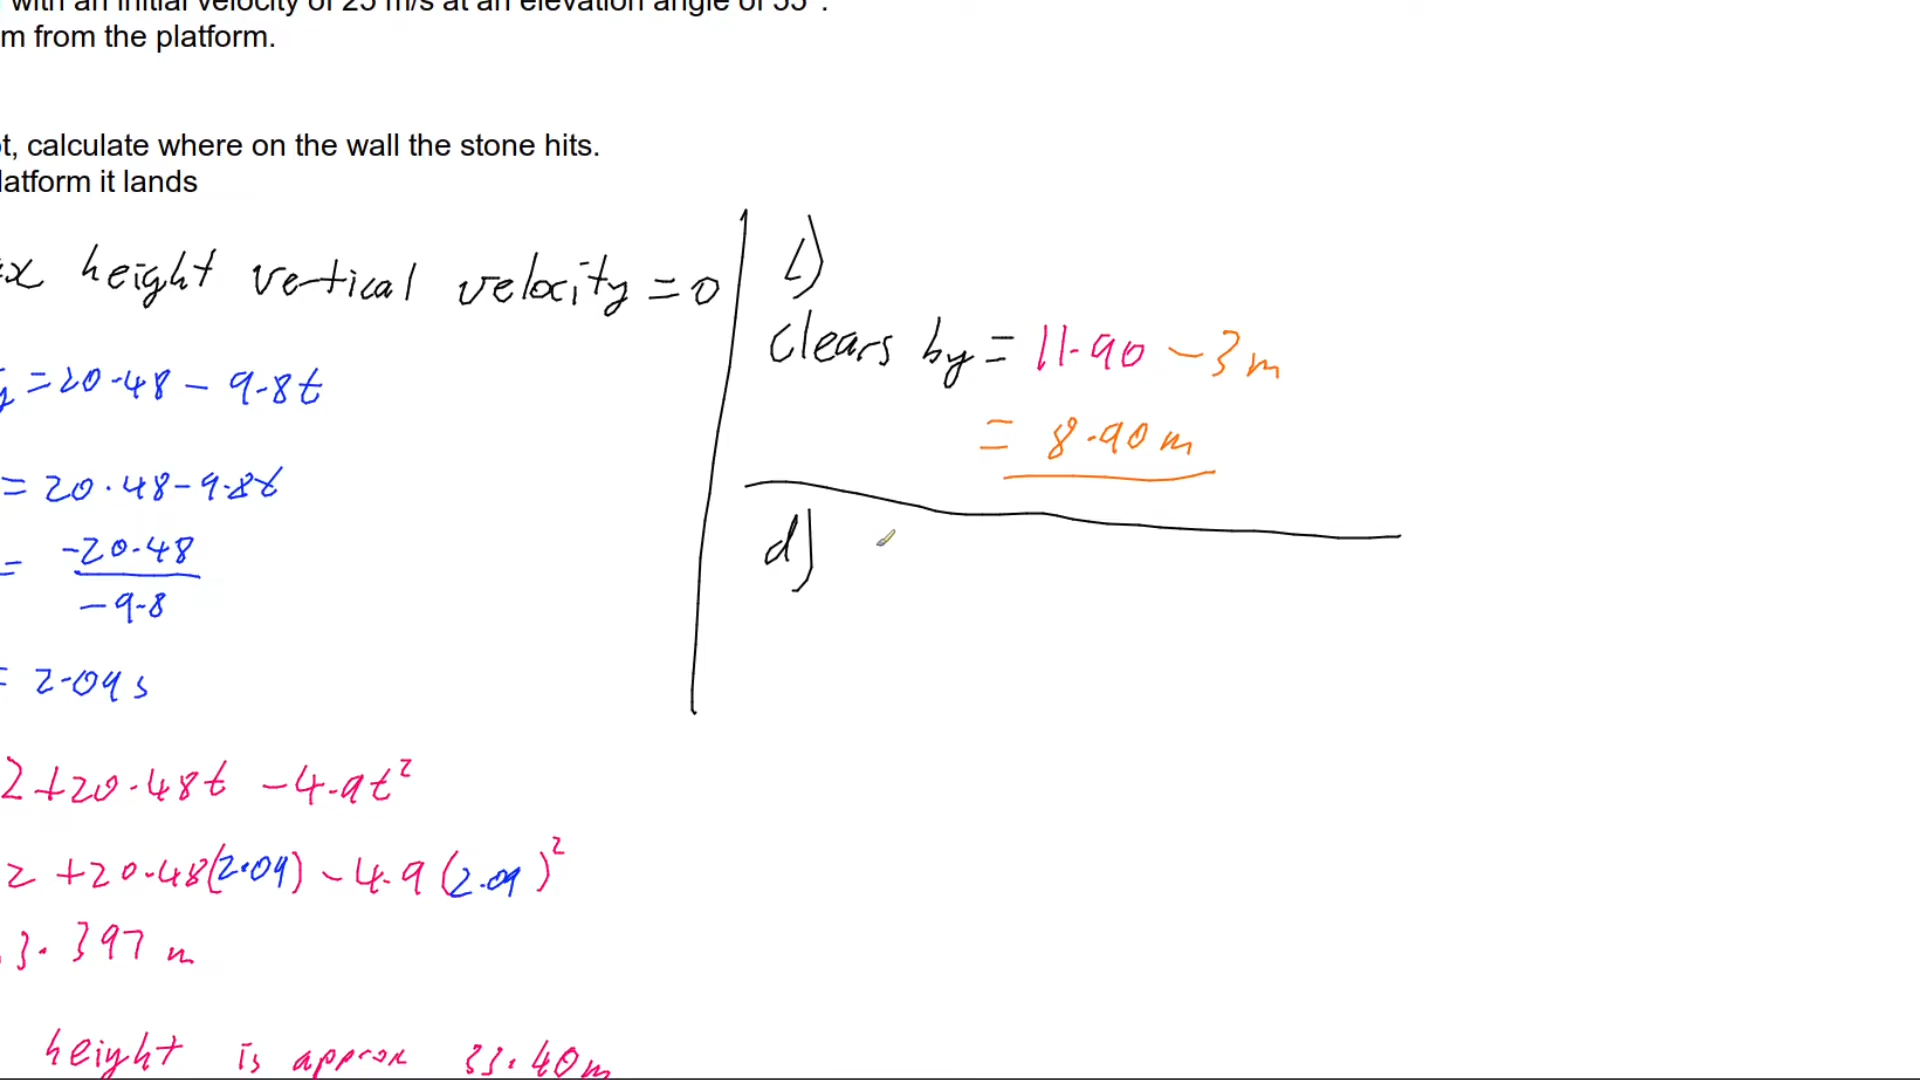 with an initial velocity of 25 m/s at an elevation angle of 55°.
m from the platform.
t, calculate where on the wall the stone hits.
latform it lands
x height vertical velocity = 0
= 20.48 - 9.8t
= 20.48 - 9.8t
= -20.48
-9.8
= 2.09 s
2 + 20.48t - 4.9t²
2 + 20.48(2.09) - 4.9(2.09)²
3.397 m
height is approx 33.40m
c)
Clears by = 11.90 - 3m
= 8.90m
d)